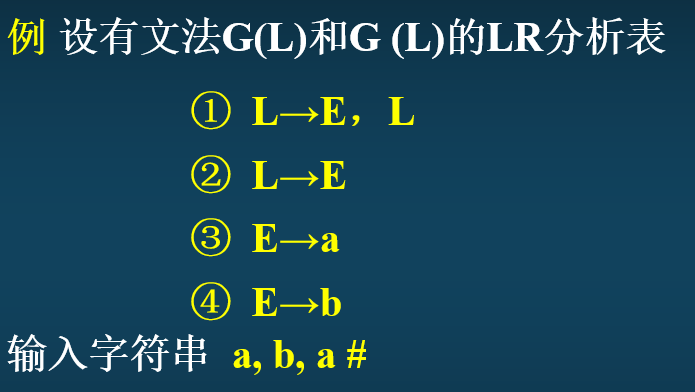 例 设有文法G(L)和G (L)的LR分析表
① L→E，L
② L→E
③ E→a
④ E→b
输入字符串 a, b, a #